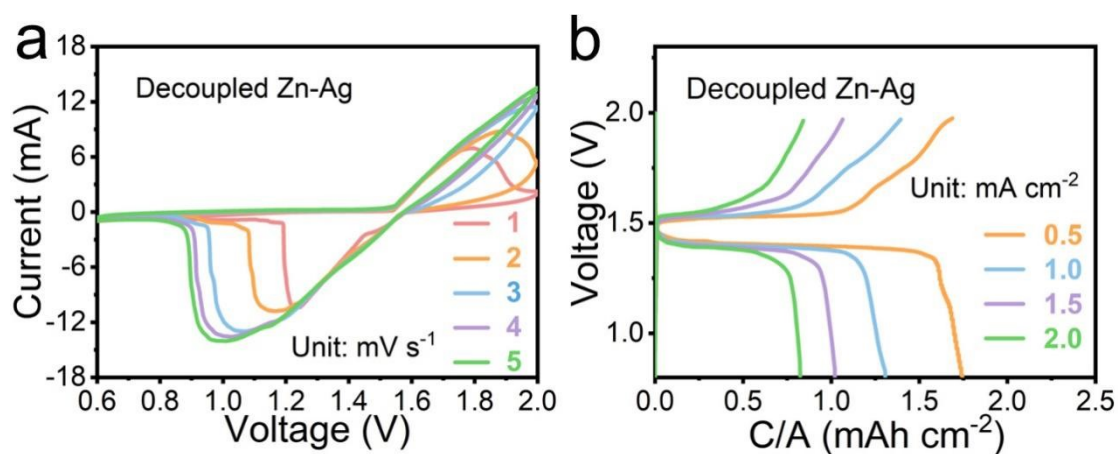 a
18
12
6
0
-6
-12
-18
Current (mA)
Decoupled Zn-Ag
1
2
3
4
5
Unit: mV s⁻¹
0.6 0.8 1.0 1.2 1.4 1.6 1.8 2.0
Voltage (V)
b
2.0
1.5
1.0
Voltage (V)
Decoupled Zn-Ag
Unit: mA cm⁻²
0.5
1.0
1.5
2.0
0.0 0.5 1.0 1.5 2.0 2.5
C/A (mAh cm⁻²)